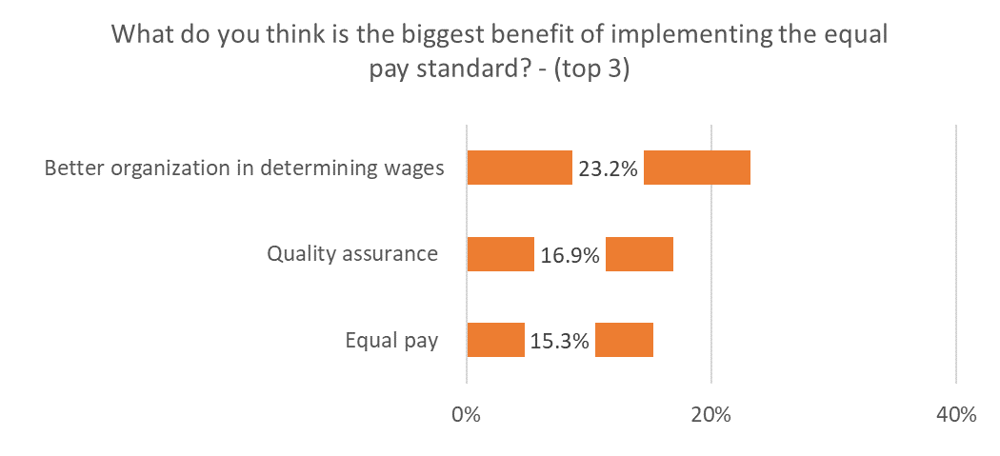 What do you think is the biggest benefit of implementing the equal
pay standard? - (top 3)
Better organization in determining wages
23.2%
Quality assurance
16.9%
Equal pay
15.3%
0%
20%
40%